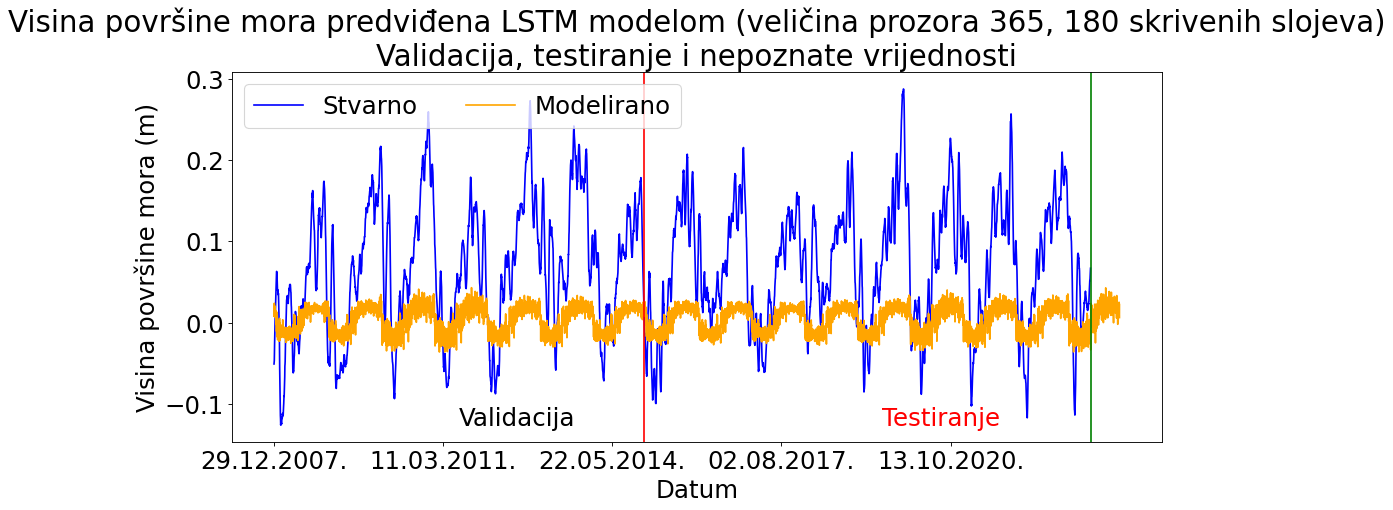 Visina površine mora predviđena LSTM modelom (veličina prozora 365, 180 skrivenih slojeva)
Validacija, testiranje i nepoznate vrijednosti
Stvarno
Modelirano
Visina površine mora (m)
0.3
0.2
0.1
0.0
−0.1
Validacija
Testiranje
29.12.2007.
11.03.2011.
22.05.2014.
02.08.2017.
13.10.2020.
Datum